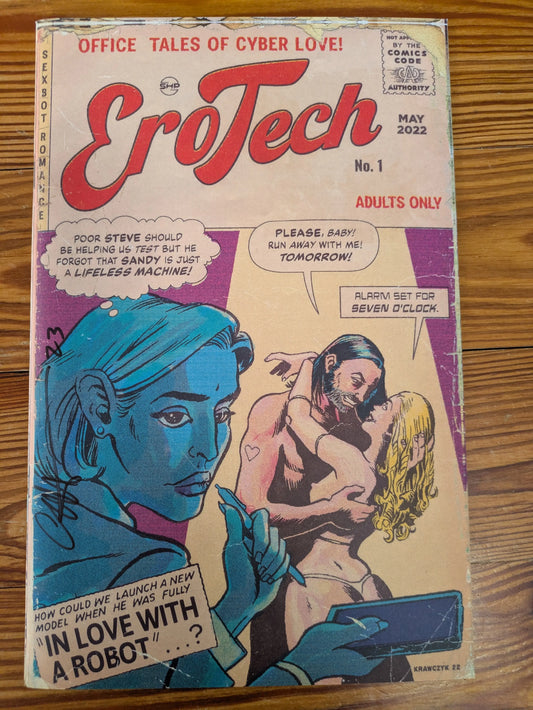 OFFICE TALES OF CYBER LOVE!
NOT APP
BY THE
COMICS
CODE
AUTHORITY
SEXBOT ROMANCE
SHP
EroTech
MAY
2022
No. 1
ADULTS ONLY
POOR STEVE SHOULD
BE HELPING US TEST BUT HE
FORGOT THAT SANDY IS JUST
A LIFELESS MACHINE!
PLEASE, BABY!
RUN AWAY WITH ME!
TOMORROW!
ALARM SET FOR
SEVEN O'CLOCK.
23
HOW COULD WE LAUNCH A NEW
MODEL WHEN HE WAS FULLY
"IN LOVE WITH
A ROBOT"...?
KRAWCZYK 22